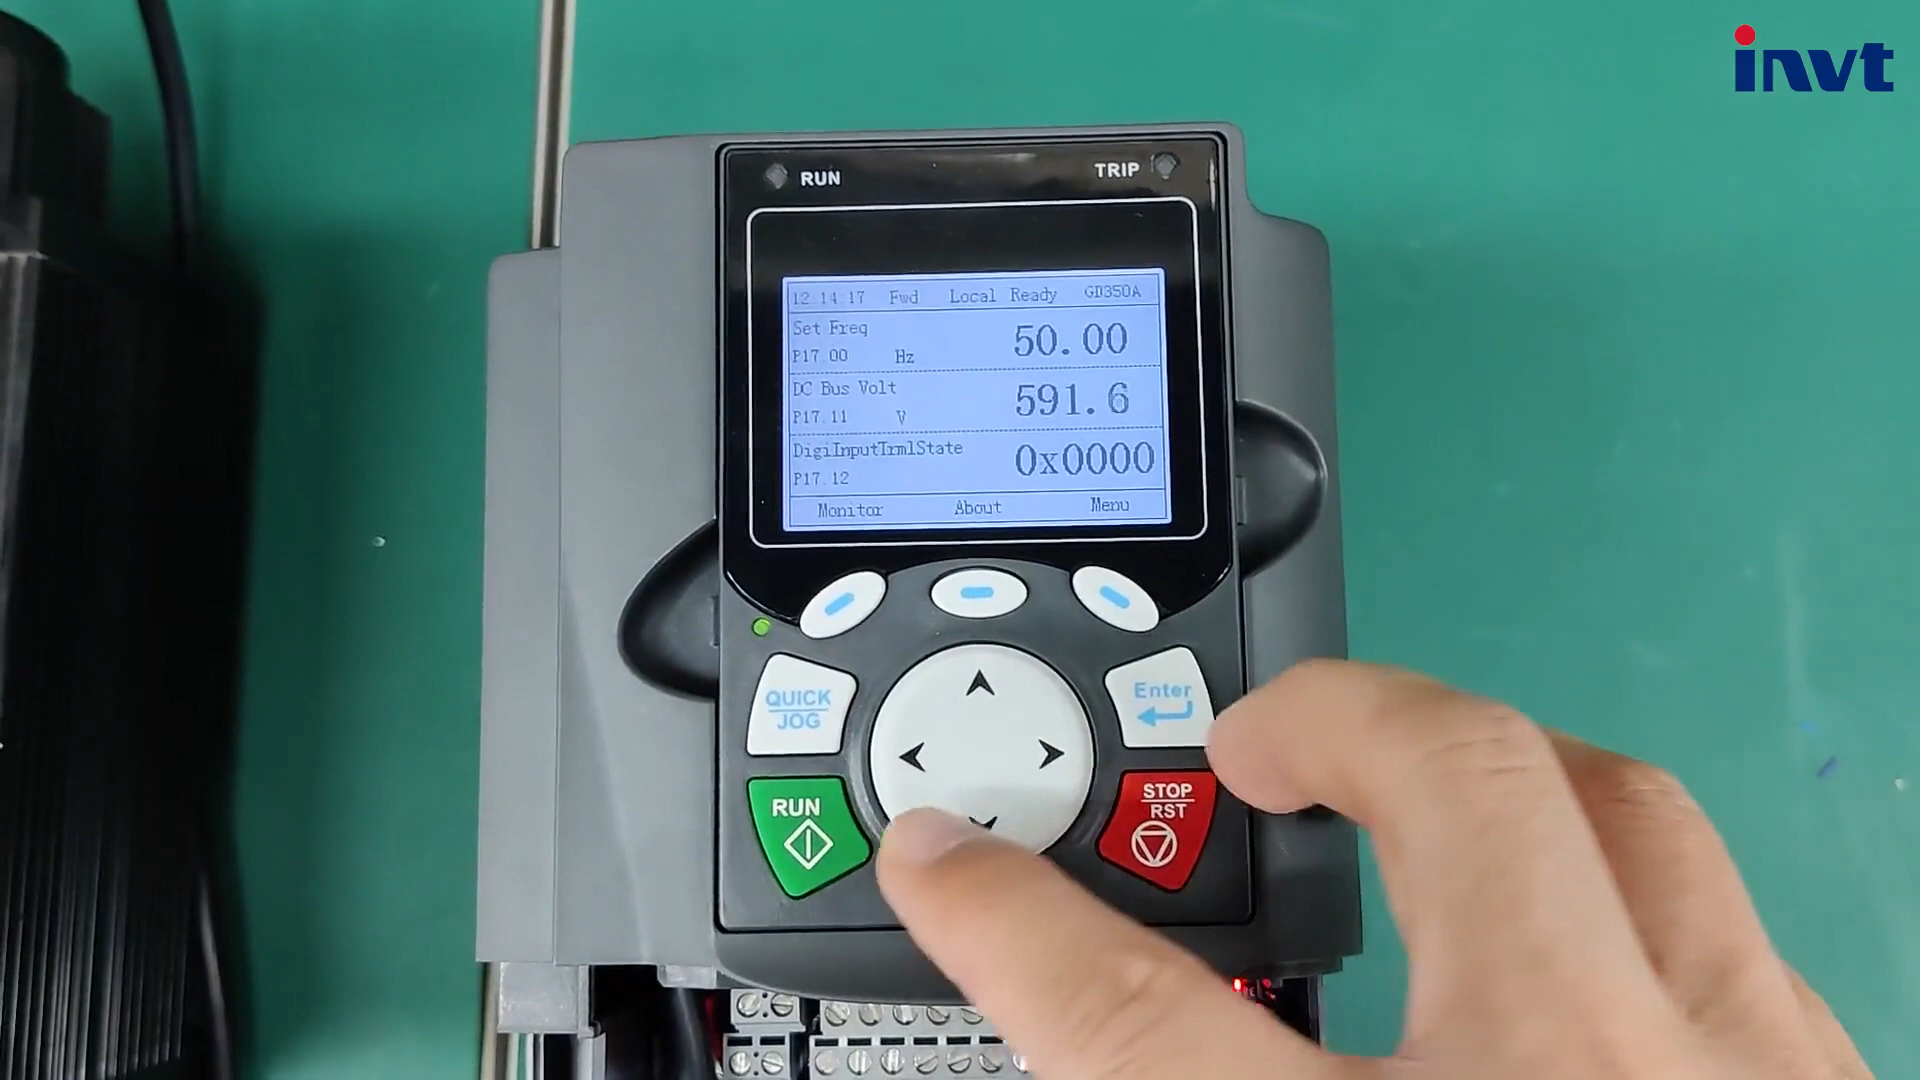 invt
RUN
TRIP
12:14:17 Fwd Local Ready GD350A
Set Freq
50.00
P17.00 Hz
DC Bus Volt
591.6
P17.11 V
DigiInputTrmlState
0x0000
P17.12
Monitor About Menu
QUICK
JOG
Enter
RUN
STOP
RST